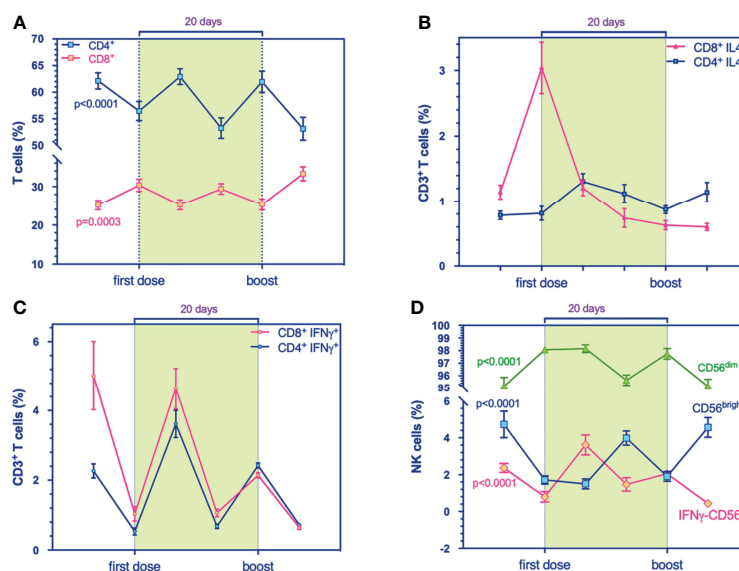 A
20 days
CD4+
CD8+
70
65
60
55
50
30
20
10
T cells (%)
p<0.0001
p=0.0003
first dose
boost
B
20 days
CD8+ IL4
CD4+ IL4
3
2
1
0
CD3+ T cells (%)
first dose
boost
C
20 days
CD8+ IFNγ+
CD4+ IFNγ+
6
4
2
0
CD3+ T cells (%)
first dose
boost
D
20 days
100
99
98
97
96
95
6
4
2
0
-2
NK cells (%)
p<0.0001
CD56dim
p<0.0001
CD56brigh
p<0.0001
IFNγ-CD56
first dose
boost